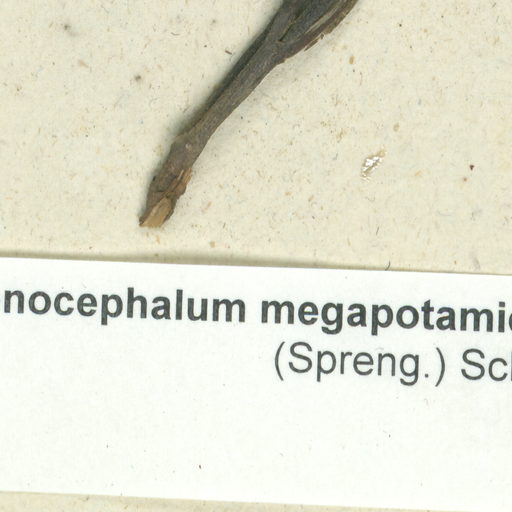 nocephalum megapotami
(Spreng.) Sc